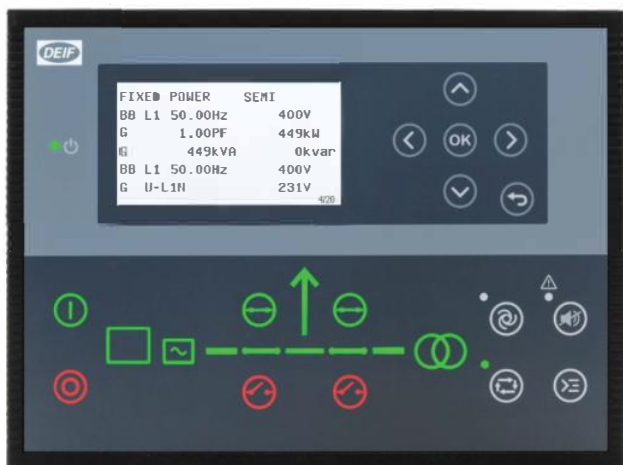 DEIF
FIXED POWER SEMI
BB L1 50.00Hz 400V
G 1.00PF 449kW
G 449kVA 0kvar
BB L1 50.00Hz 400V
G U-L1N 231V
4/20
OK